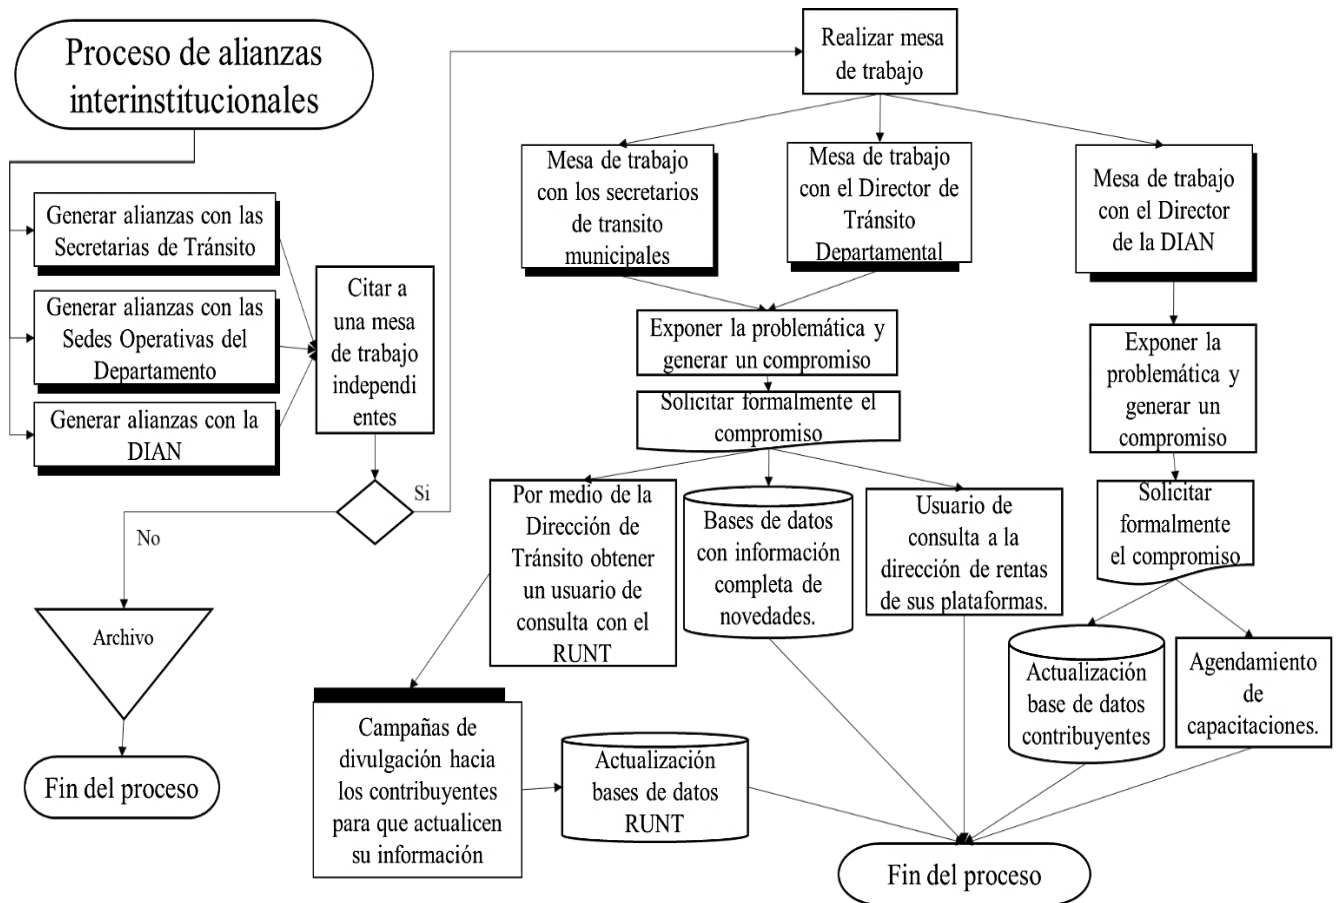 Proceso de alianzas
interinstitucionales
Generar alianzas con las
Secretarias de Tránsito
Generar alianzas con las
Sedes Operativas del
Departamento
Generar alianzas con la
DIAN
Citar a
una mesa
de trabajo
independi
entes
Si
No
Archivo
Fin del proceso
Realizar mesa
de trabajo
Mesa de trabajo
con los secretarios
de transito
municipales
Mesa de trabajo
con el Director de
Tránsito
Departamental
Mesa de trabajo
con el Director
de la DIAN
Exponer la problemática y
generar un compromiso
Solicitar formalmente el
compromiso
Exponer la
problemática y
generar un
compromiso
Solicitar
formalmente
el compromiso
Por medio de la
Dirección de
Tránsito obtener
un usuario de
consulta con el
RUNT
Bases de datos
con información
completa de
novedades.
Usuario de
consulta a la
dirección de rentas
de sus plataformas.
Actualización
base de datos
contribuyentes
Agendamiento
de
capacitaciones.
Campañas de
divulgación hacia
los contribuyentes
para que actualicen
su información
Actualización
bases de datos
RUNT
Fin del proceso